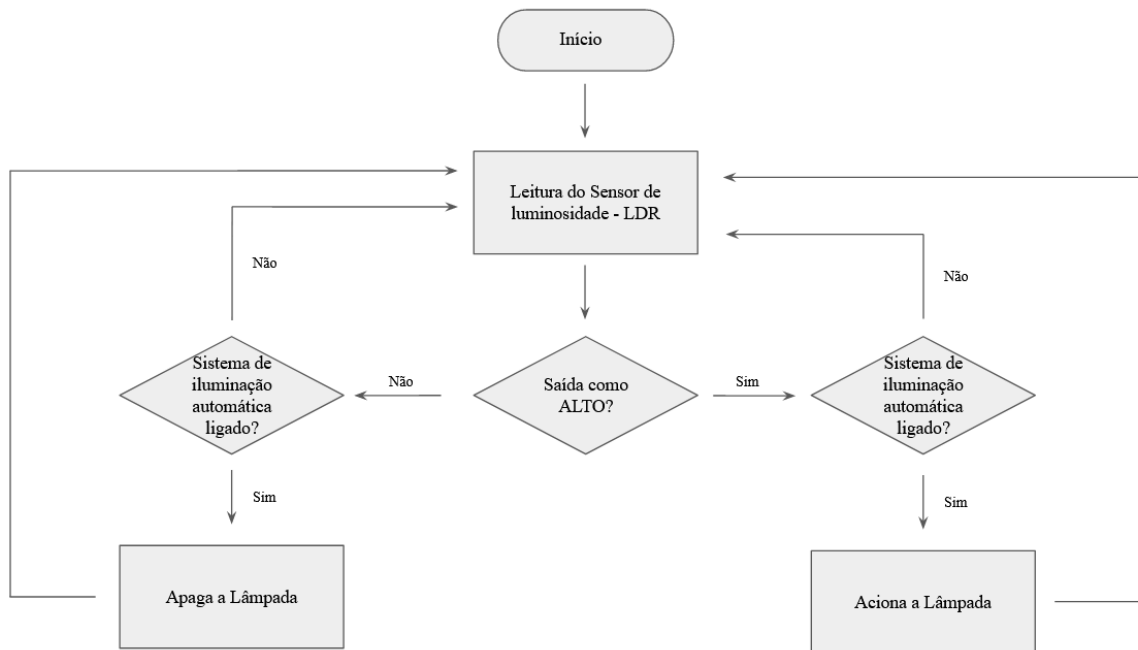 Início
Leitura do Sensor de
luminosidade - LDR
Não
Não
Sistema de
iluminação
automática
ligado?
Não
Saída como
ALTO?
Sim
Sistema de
iluminação
automática
ligado?
Sim
Sim
Apaga a Lâmpada
Aciona a Lâmpada